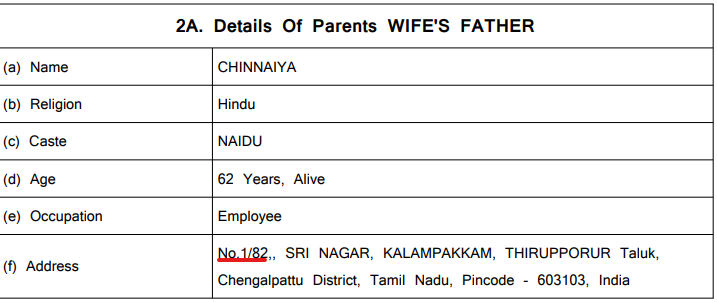 2A. Details Of Parents WIFE'S FATHER
(a) Name CHINNAIYA
(b) Religion Hindu
(c) Caste NAIDU
(d) Age 62 Years, Alive
(e) Occupation Employee
(f) Address No.1/82,, SRI NAGAR, KALAMPAKKAM, THIRUPPORUR Taluk,
Chengalpattu District, Tamil Nadu, Pincode - 603103, India